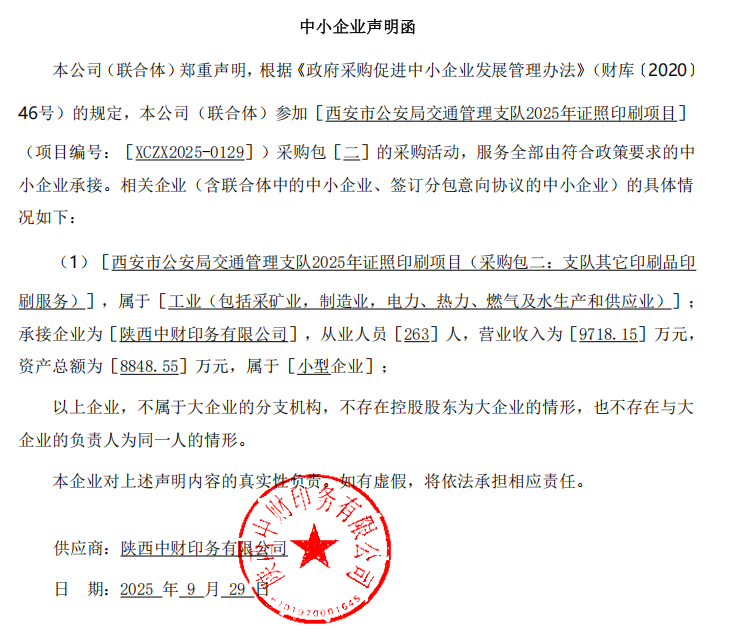 中小企业声明函
本公司（联合体）郑重声明，根据《政府采购促进中小企业发展管理办法》（财库〔2020〕
46号）的规定，本公司（联合体）参加［西安市公安局交通管理支队2025年证照印刷项目］
（项目编号：［XCZX2025-0129］）采购包［二］的采购活动，服务全部由符合政策要求的中
小企业承接。相关企业（含联合体中的中小企业、签订分包意向协议的中小企业）的具体情
况如下：
（1）［西安市公安局交通管理支队2025年证照印刷项目（采购包二：支队其它印刷品印
刷服务）］，属于［工业（包括采矿业，制造业，电力、热力、燃气及水生产和供应业）］；
承接企业为［陕西中财印务有限公司］，从业人员［263］人，营业收入为［9718.15］万元，
资产总额为［8848.55］万元，属于［小型企业］；
以上企业，不属于大企业的分支机构，不存在控股股东为大企业的情形，也不存在与大
企业的负责人为同一人的情形。
本企业对上述声明内容的真实性负责。如有虚假，将依法承担相应责任。
供应商：陕西中财印务有限公司
日　期：2025 年 9 月 29 日
陕西中财印务有限公司